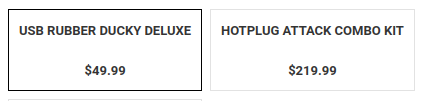 USB RUBBER DUCKY DELUXE
$49.99
HOTPLUG ATTACK COMBO KIT
$219.99